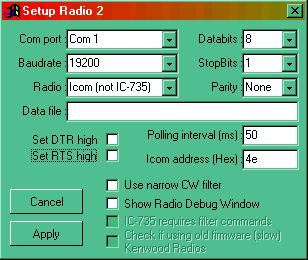 Setup Radio 2
Com port : Com 1 Databits: 8
Baudrate: 19200 StopBits: 1
Radio : Icom (not IC-735) Parity : None
Data file :
Set DTR high Polling interval (ms) : 50
Set RTS high Icom address (Hex) : 4e
Use narrow CW filter
Cancel Show Radio Debug Window
IC-735 requires filter commands
Apply Check if using old firmware (slow)
Kenwood Radios